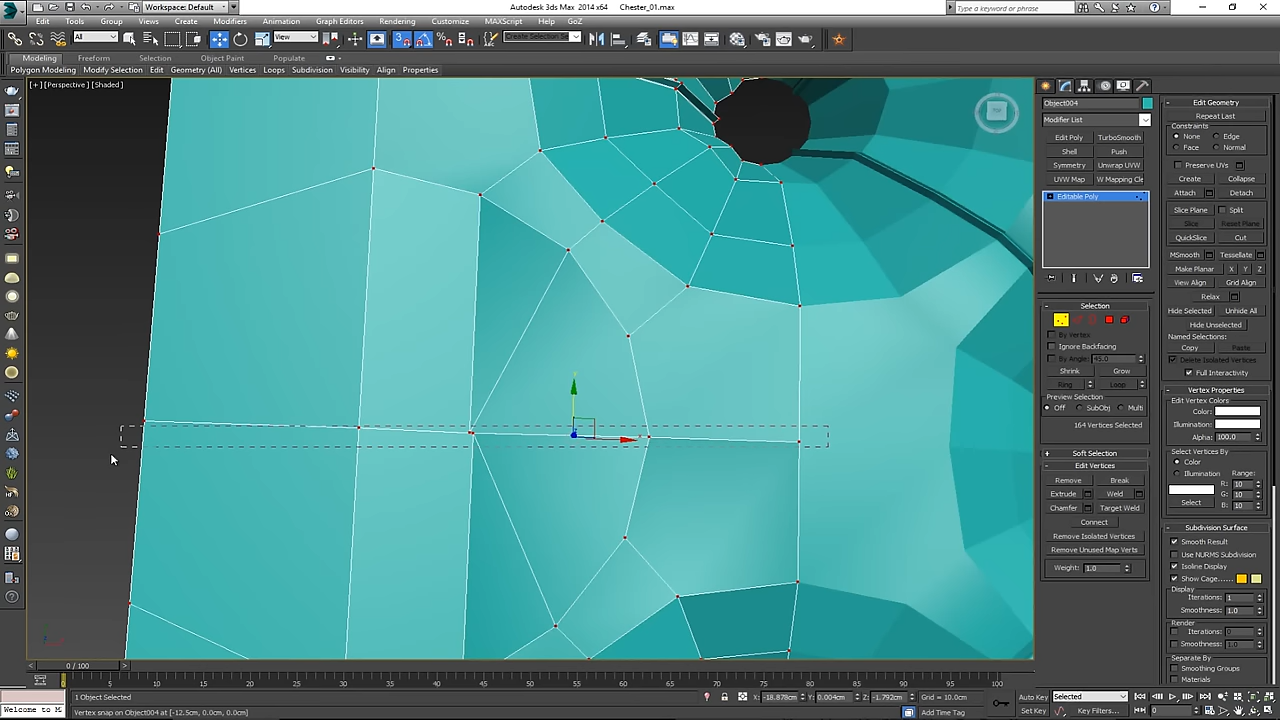 Workspace: Default
Autodesk 3ds Max 2014 x64    Chester_01.max
Type a keyword or phrase
Edit Tools Group Views Create Modifiers Animation Graph Editors Rendering Customize MAXScript Help GoZ
All View Create Selection Se
Modeling Freeform Selection Object Paint Populate
Polygon Modeling Modify Selection Edit Geometry (All) Vertices Loops Subdivision Visibility Align Properties
[+] [Perspective] [Shaded]
TOP
Object004
Modifier List
Edit Poly TurboSmooth
Shell Push
Symmetry Unwrap UVW
UVW Map W Mapping Cle
Editable Poly
Selection
By Vertex
Ignore Backfacing
By Angle: 45.0
Shrink Grow
Ring Loop
Preview Selection
Off SubObj Multi
164 Vertices Selected
Soft Selection
Edit Vertices
Remove Break
Extrude Weld
Chamfer Target Weld
Connect
Remove Isolated Vertices
Remove Unused Map Verts
Weight: 1.0
Edit Geometry
Repeat Last
Constraints
None Edge
Face Normal
Preserve UVs
Create Collapse
Attach Detach
Slice Plane Split
Slice Reset Plane
QuickSlice Cut
MSmooth Tessellate
Make Planar X Y Z
View Align Grid Align
Relax
Hide Selected Unhide All
Hide Unselected
Named Selections:
Copy Paste
Delete Isolated Vertices
Full Interactivity
Vertex Properties
Edit Vertex Colors
Color:
Illumination:
Alpha: 100.0
Select Vertices By
Color Range:
Illumination R: 10
G: 10
Select B: 10
Subdivision Surface
Smooth Result
Use NURMS Subdivision
Isoline Display
Show Cage......
Display
Iterations: 1
Smoothness: 1.0
Render
Iterations: 0
Smoothness: 1.0
Separate By
Smoothing Groups
Materials
0 / 100
0 5 10 15 20 25 30 35 40 45 50 55 60 65 70 75 80 85 90 95 100
1 Object Selected
X: -18.878cm Y: 0.004cm Z: -1.792cm Grid = 10.0cm
Auto Key Selected
Welcome to M
Vertex snap on Object004 at [-12.5cm, 0.0cm, 0.0cm]
Add Time Tag
Set Key Key Filters... 0